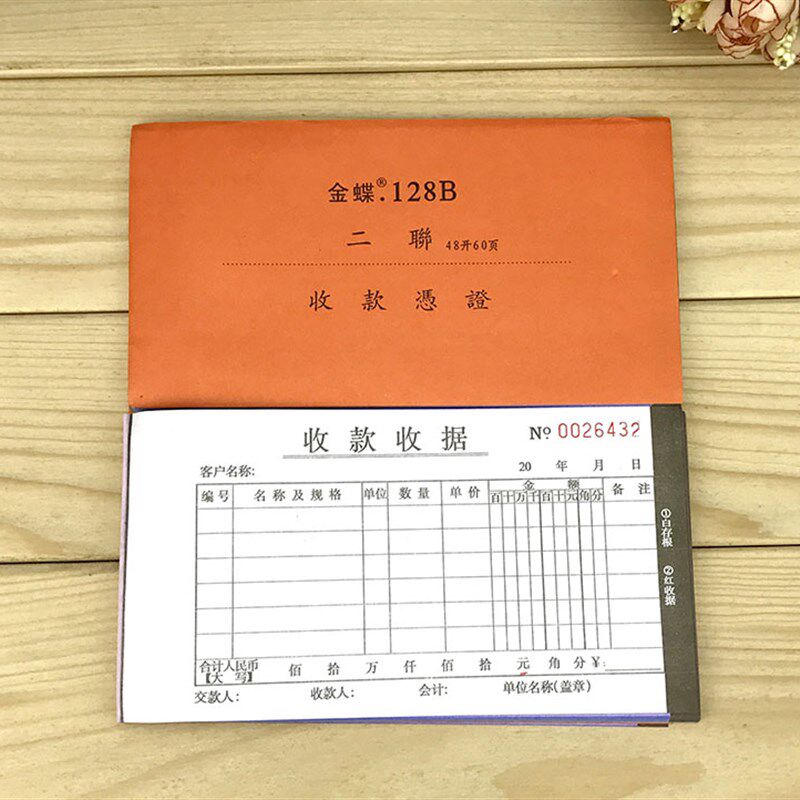 金蝶®.128B
二 聯 48开60页
收 款 憑 證
收 款 收 据 № 0026432
客户名称: 20 年 月 日
编号 名 称 及 规 格 单位 数 量 单 价 金 额 备 注
百十万千百十元角分
合计人民币【大 写】 佰 拾 万 仟 佰 拾 元 角 分 ¥:
交款人: 收款人: 会计: 单位名称(盖章)
①白存根 ②红收据